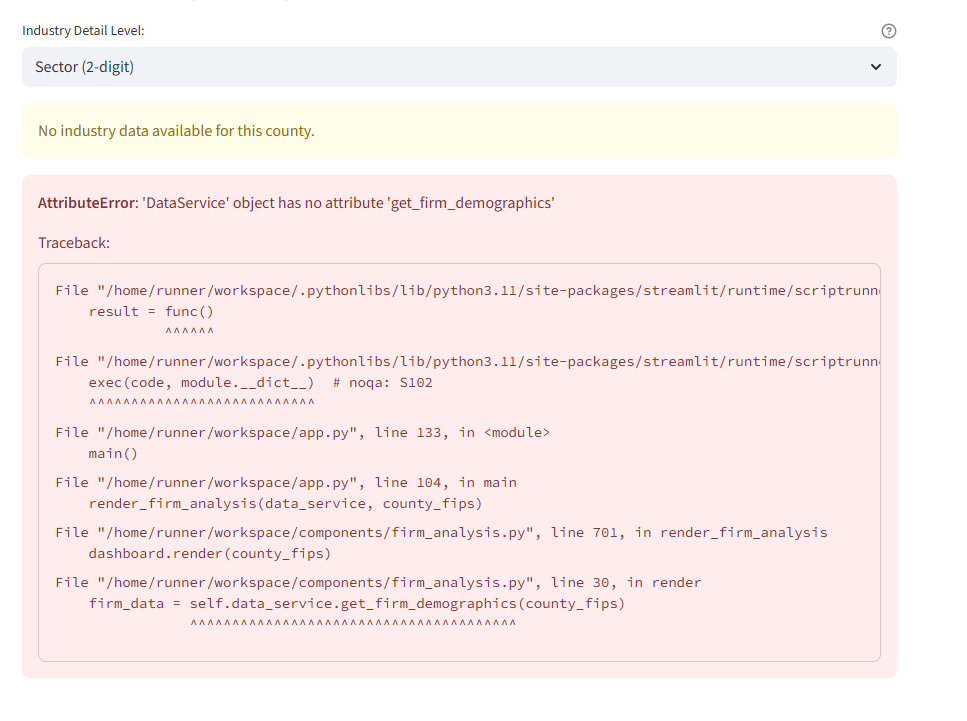 Industry Detail Level:
Sector (2-digit)
No industry data available for this county.
AttributeError: 'DataService' object has no attribute 'get_firm_demographics'
Traceback:
File "/home/runner/workspace/.pythonlibs/lib/python3.11/site-packages/streamlit/runtime/scriptrunn
result = func()
^^^^^^
File "/home/runner/workspace/.pythonlibs/lib/python3.11/site-packages/streamlit/runtime/scriptrunn
exec(code, module.__dict__)  # noqa: S102
^^^^^^^^^^^^^^^^^^^^^^^^^^^
File "/home/runner/workspace/app.py", line 133, in <module>
main()
File "/home/runner/workspace/app.py", line 104, in main
render_firm_analysis(data_service, county_fips)
File "/home/runner/workspace/components/firm_analysis.py", line 701, in render_firm_analysis
dashboard.render(county_fips)
File "/home/runner/workspace/components/firm_analysis.py", line 30, in render
firm_data = self.data_service.get_firm_demographics(county_fips)
^^^^^^^^^^^^^^^^^^^^^^^^^^^^^^^^^^^^^^^